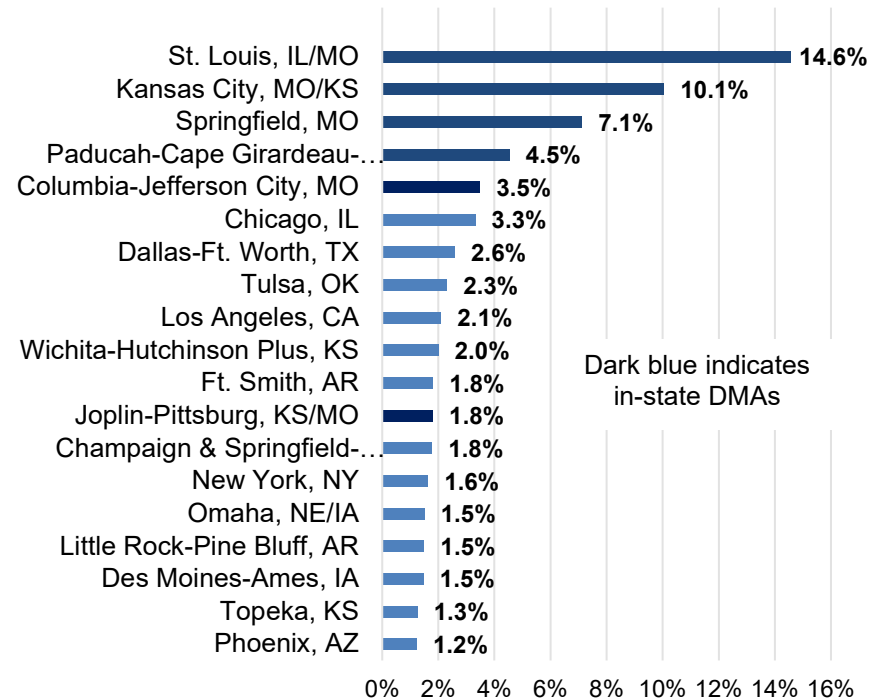 St. Louis, IL/MO 14.6%
Kansas City, MO/KS 10.1%
Springfield, MO 7.1%
Paducah-Cape Girardeau-… 4.5%
Columbia-Jefferson City, MO 3.5%
Chicago, IL 3.3%
Dallas-Ft. Worth, TX 2.6%
Tulsa, OK 2.3%
Los Angeles, CA 2.1%
Wichita-Hutchinson Plus, KS 2.0%
Ft. Smith, AR 1.8%
Joplin-Pittsburg, KS/MO 1.8%
Champaign & Springfield-… 1.8%
New York, NY 1.6%
Omaha, NE/IA 1.5%
Little Rock-Pine Bluff, AR 1.5%
Des Moines-Ames, IA 1.5%
Topeka, KS 1.3%
Phoenix, AZ 1.2%
Dark blue indicates
in-state DMAs
0% 2% 4% 6% 8% 10% 12% 14% 16%